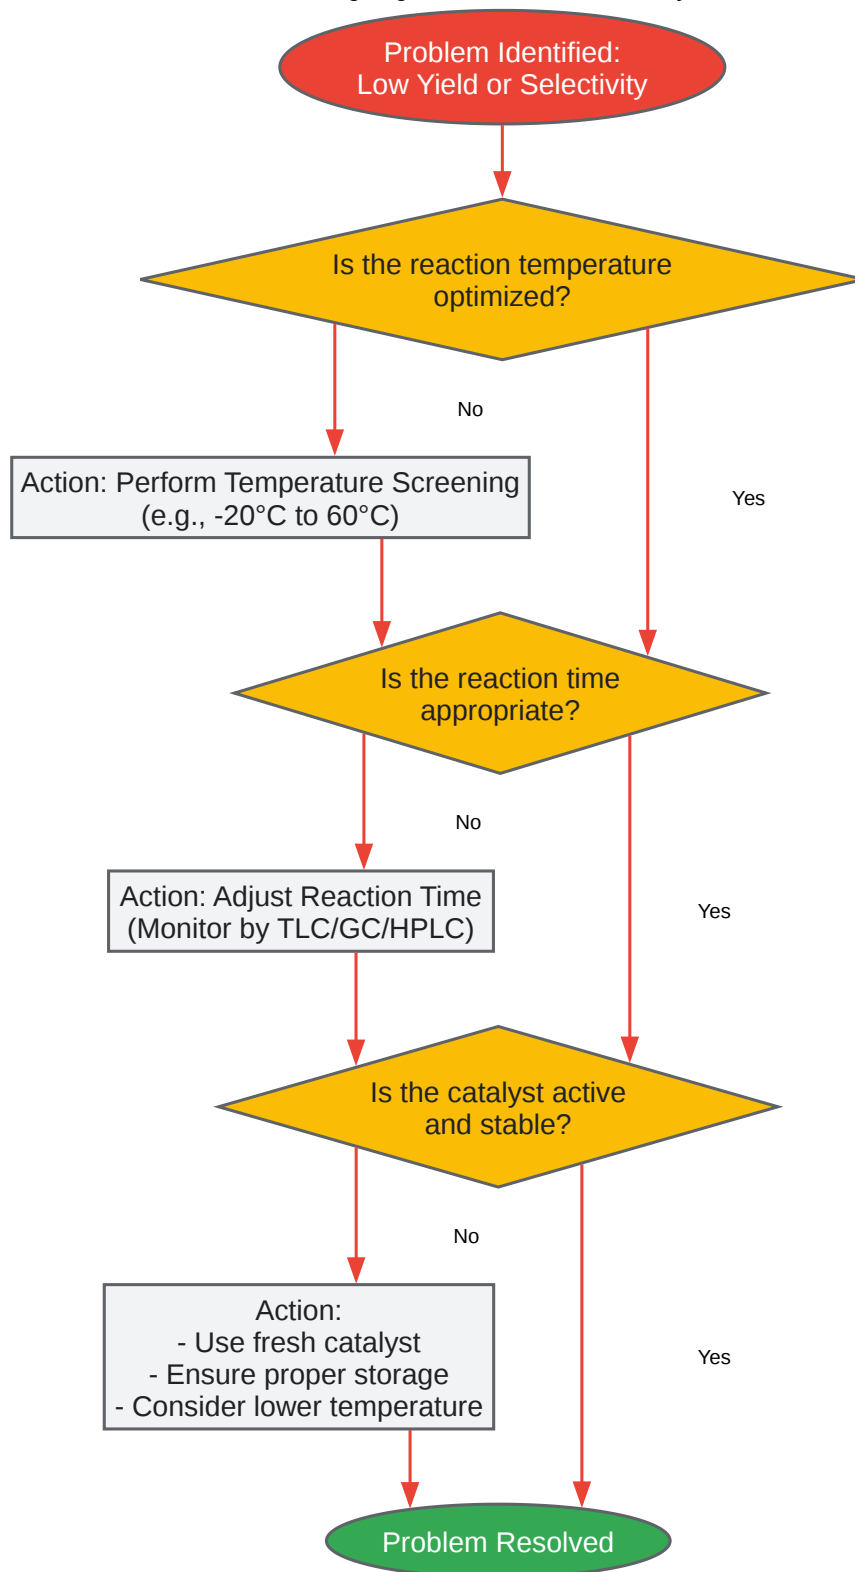 Problem Identified:
Low Yield or Selectivity
Is the reaction temperature
optimized?
No
Action: Perform Temperature Screening
(e.g., -20°C to 60°C)
Yes
Is the reaction time
appropriate?
No
Action: Adjust Reaction Time
(Monitor by TLC/GC/HPLC)
Yes
Is the catalyst active
and stable?
No
Action:
- Use fresh catalyst
- Ensure proper storage
- Consider lower temperature
Yes
Problem Resolved